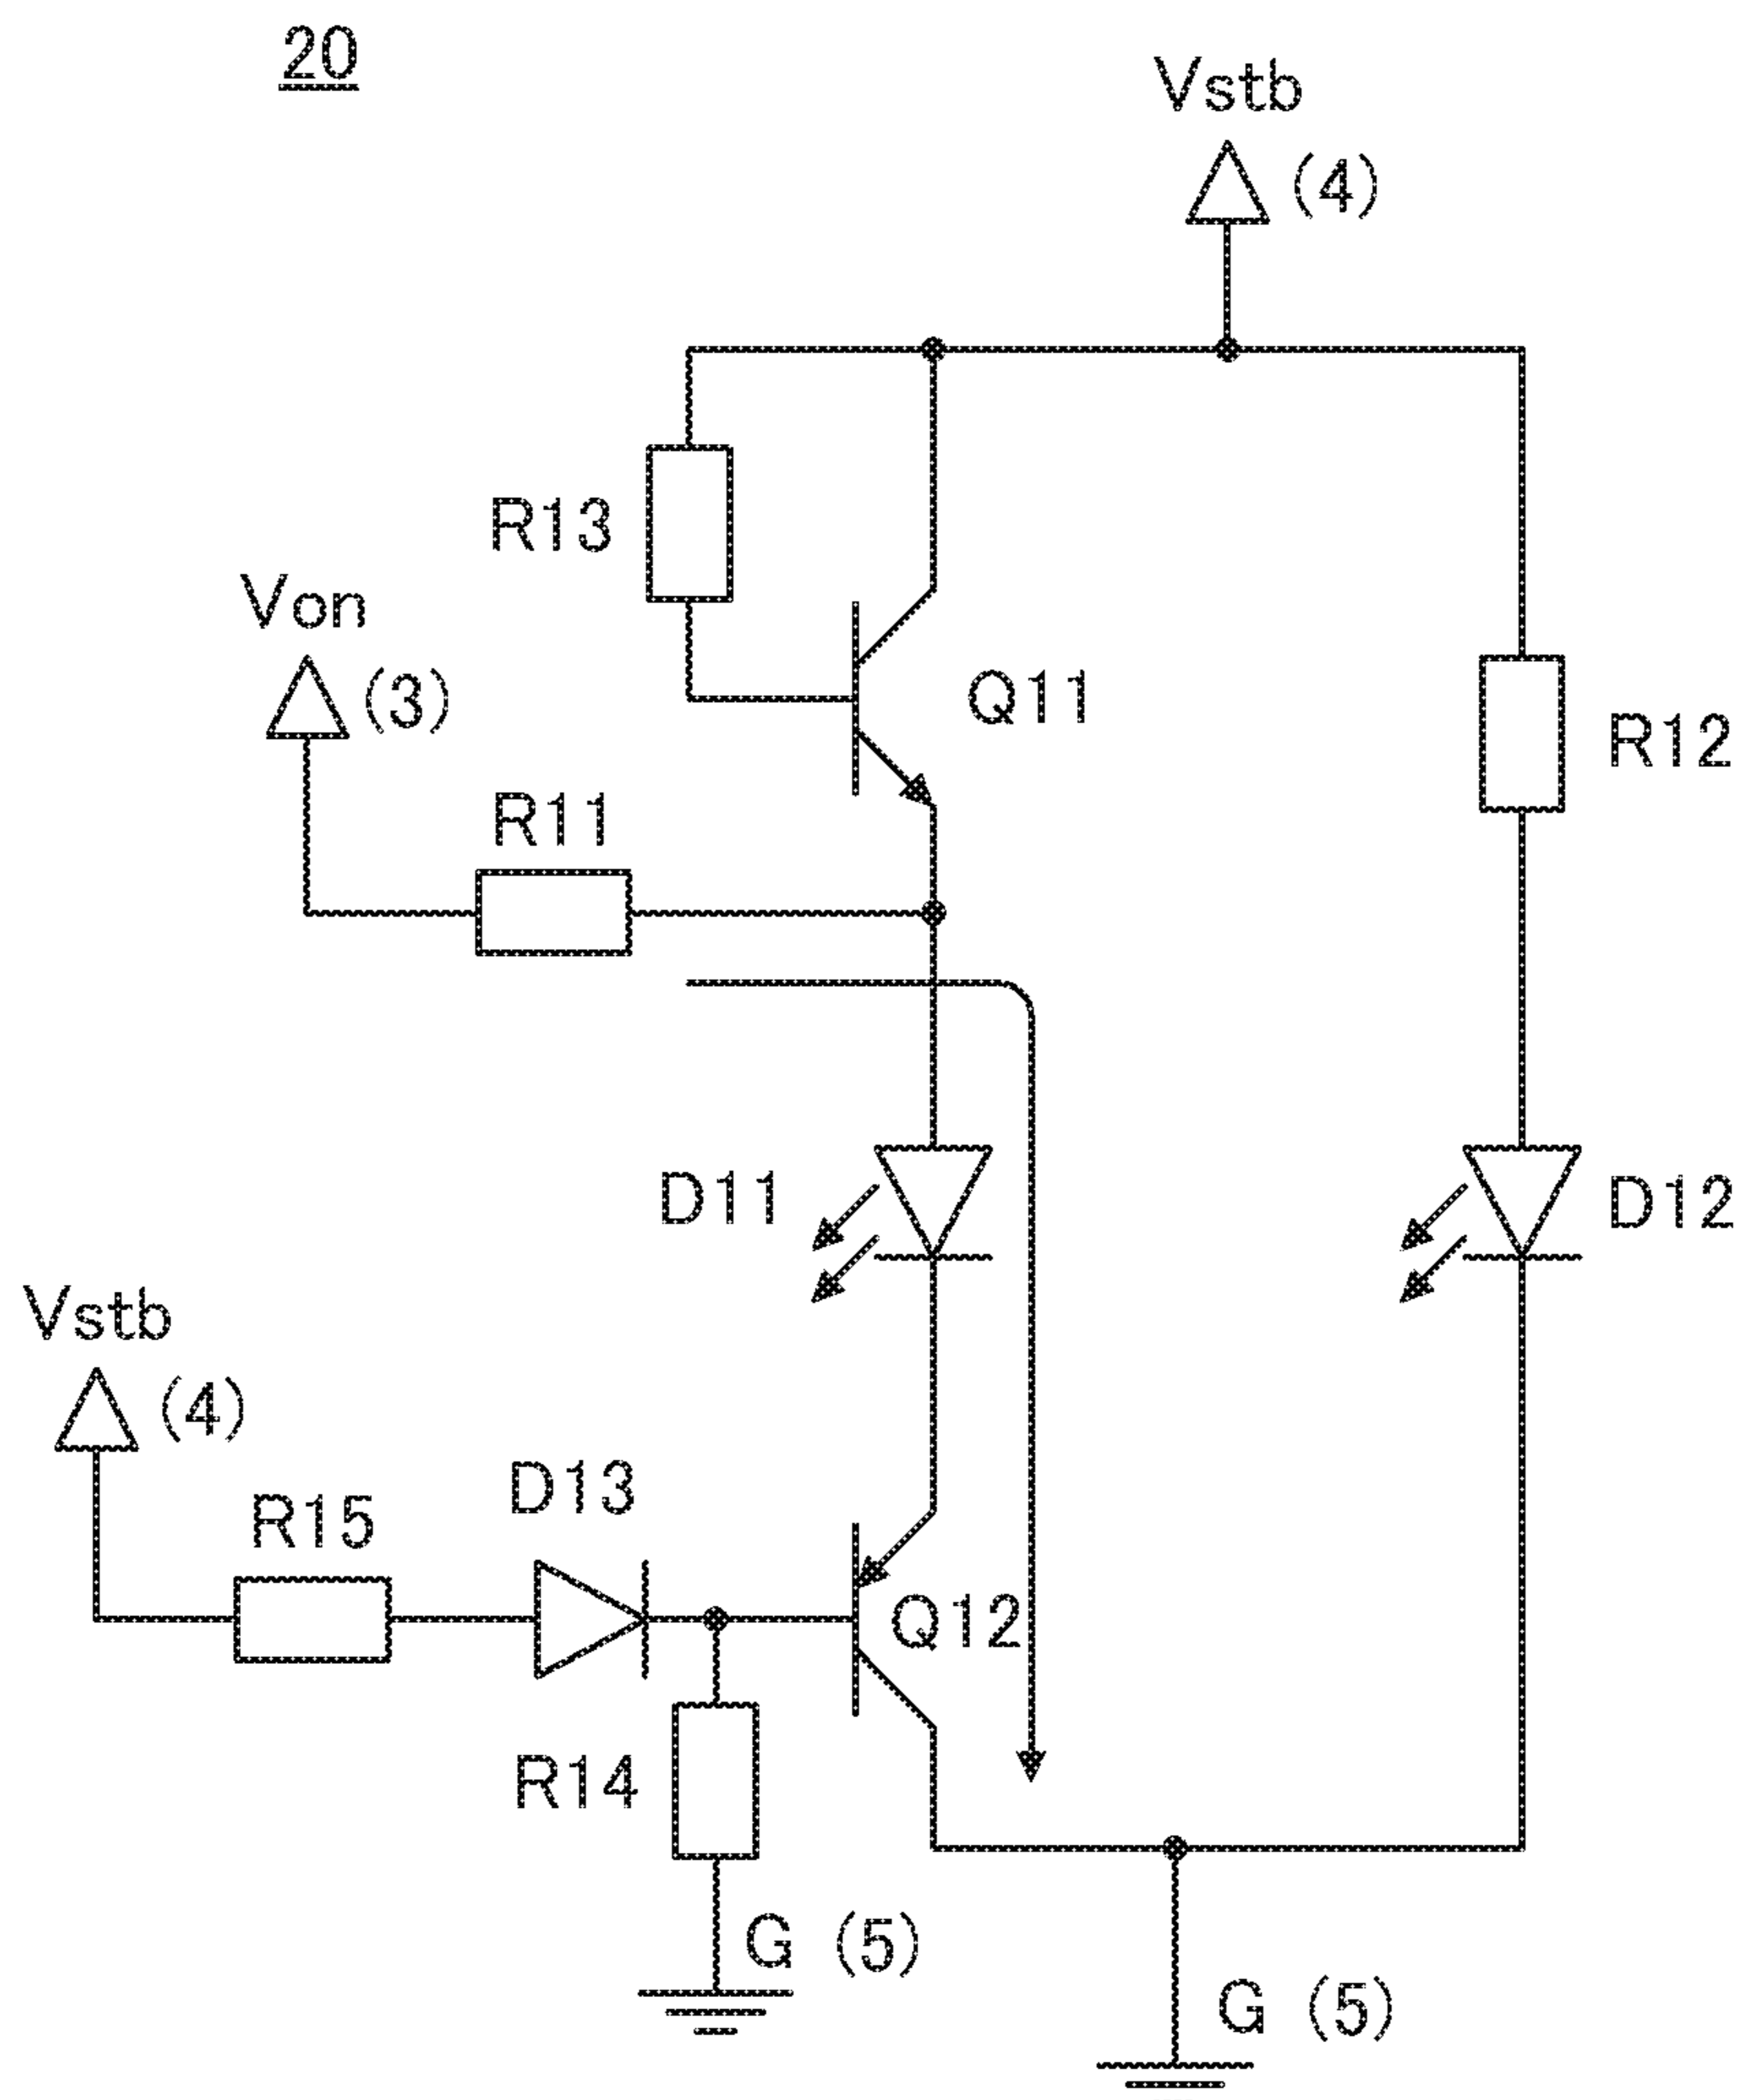 20
Vstb
(4)
R13
Von
(3)
Q11
R12
R11
D11
D12
Vstb
(4)
D13
R15
Q12
R14
G (5)
G (5)